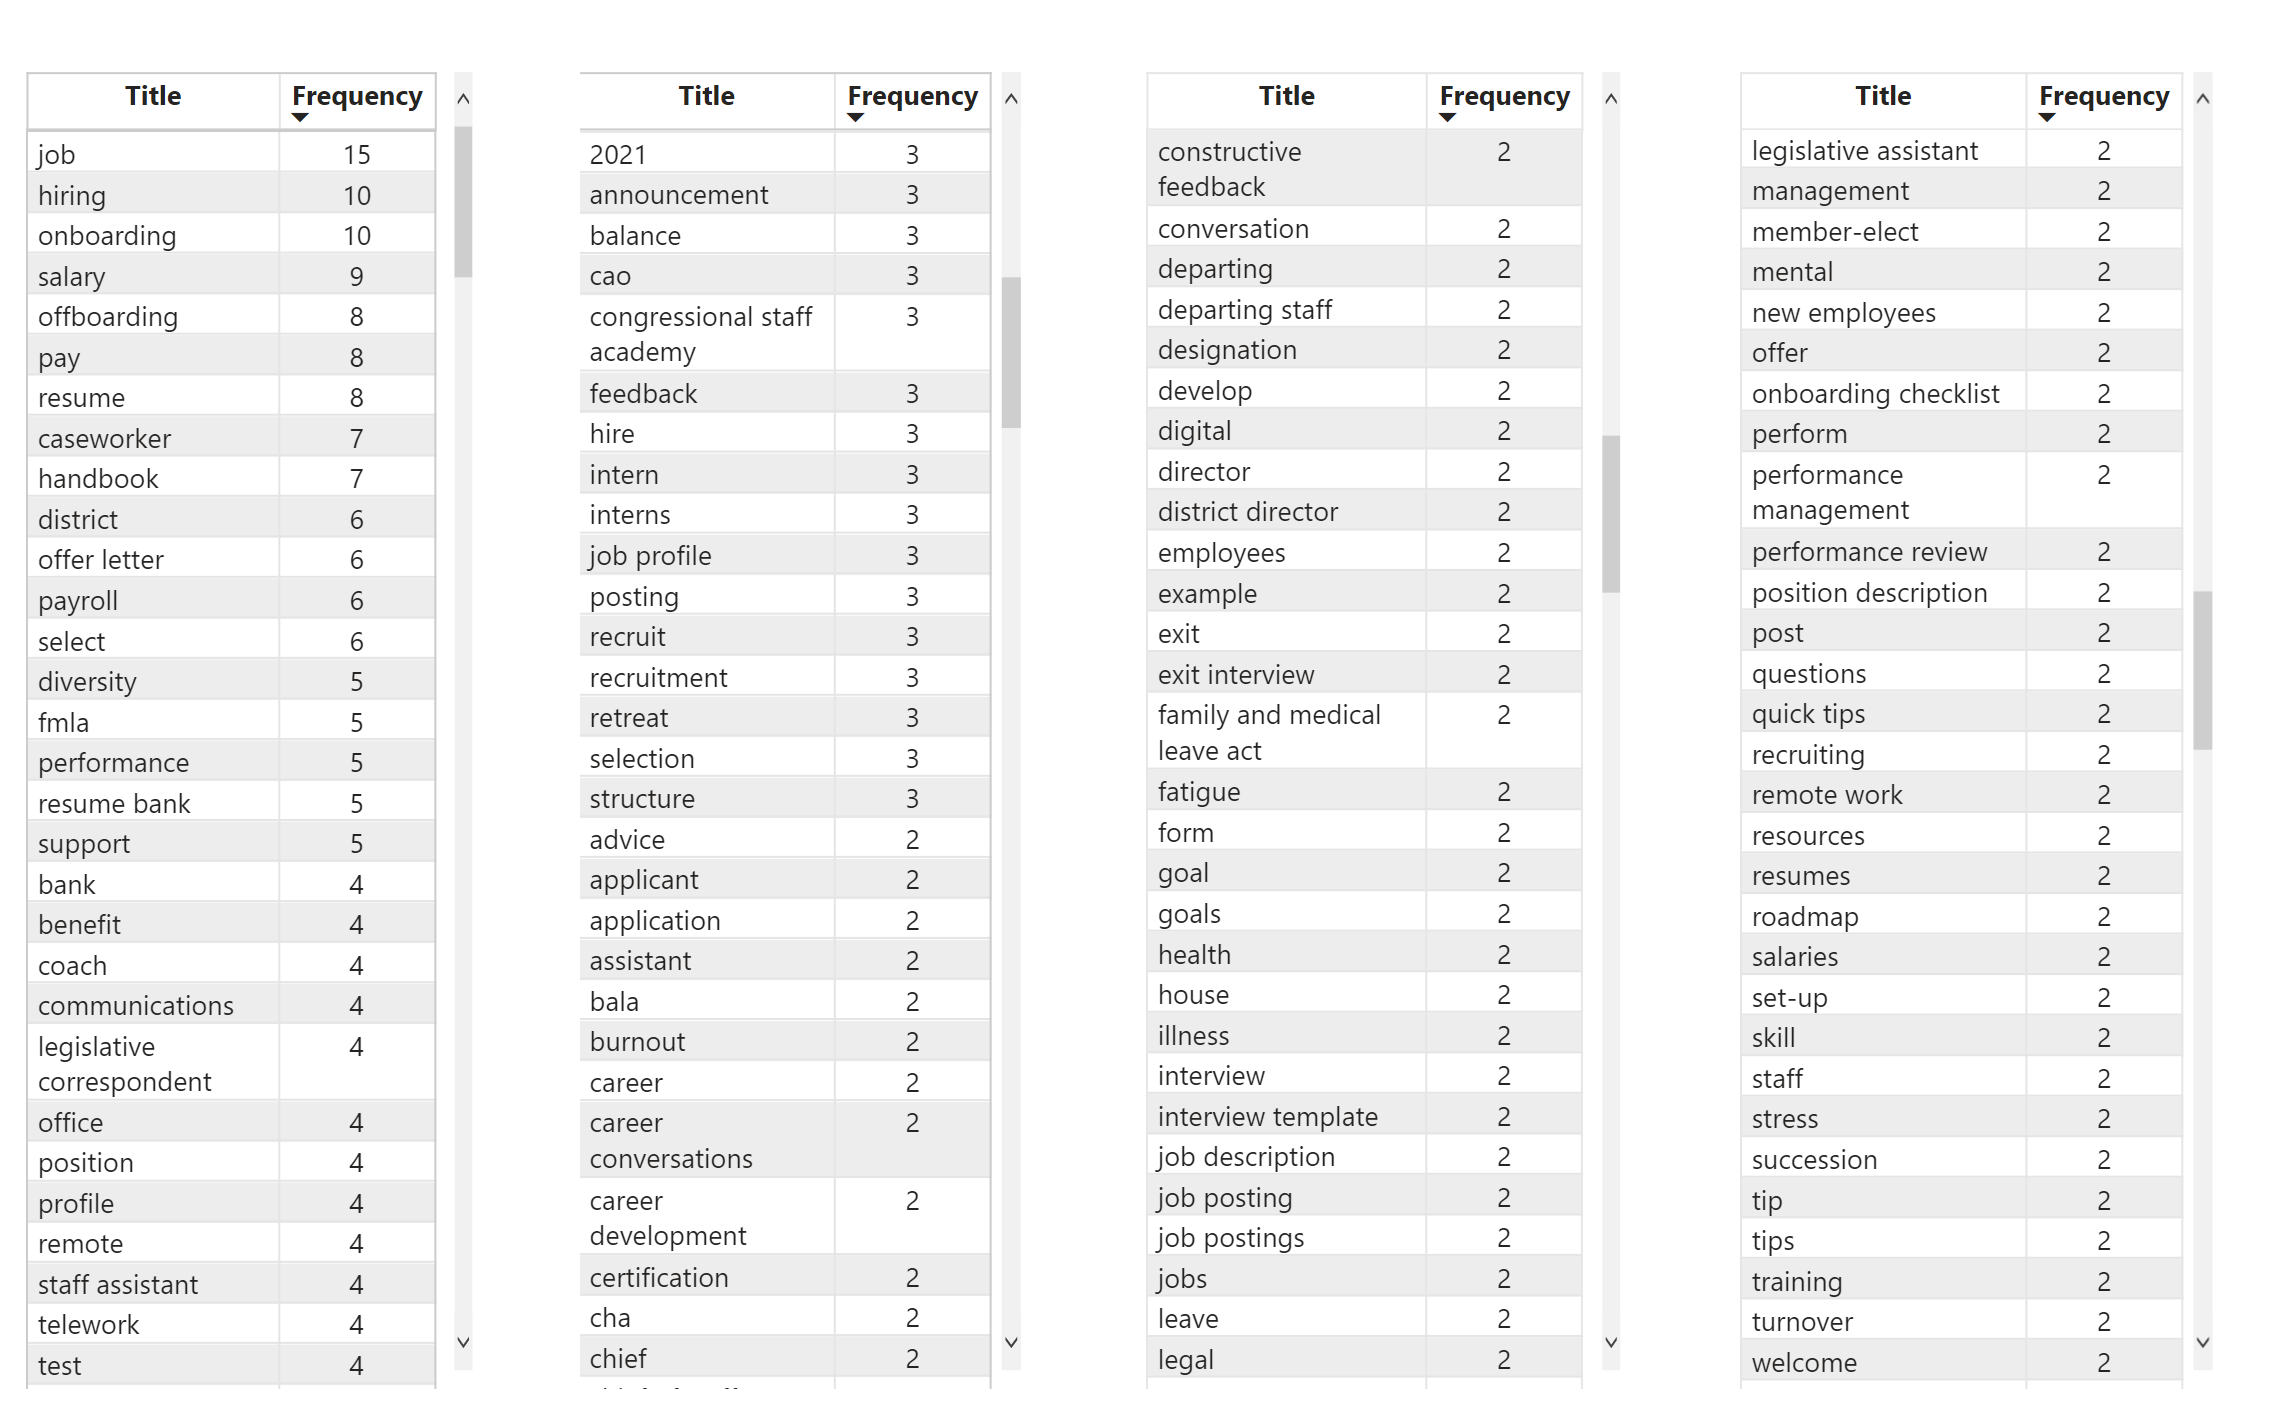 Title Frequency
job 15
hiring 10
onboarding 10
salary 9
offboarding 8
pay 8
resume 8
caseworker 7
handbook 7
district 6
offer letter 6
payroll 6
select 6
diversity 5
fmla 5
performance 5
resume bank 5
support 5
bank 4
benefit 4
coach 4
communications 4
legislative 4
correspondent
office 4
position 4
profile 4
remote 4
staff assistant 4
telework 4
test 4
Title Frequency
2021 3
announcement 3
balance 3
cao 3
congressional staff 3
academy
feedback 3
hire 3
intern 3
interns 3
job profile 3
posting 3
recruit 3
recruitment 3
retreat 3
selection 3
structure 3
advice 2
applicant 2
application 2
assistant 2
bala 2
burnout 2
career 2
career 2
conversations
career 2
development
certification 2
cha 2
chief 2
Title Frequency
constructive 2
feedback
conversation 2
departing 2
departing staff 2
designation 2
develop 2
digital 2
director 2
district director 2
employees 2
example 2
exit 2
exit interview 2
family and medical 2
leave act
fatigue 2
form 2
goal 2
goals 2
health 2
house 2
illness 2
interview 2
interview template 2
job description 2
job posting 2
job postings 2
jobs 2
leave 2
legal 2
Title Frequency
legislative assistant 2
management 2
member-elect 2
mental 2
new employees 2
offer 2
onboarding checklist 2
perform 2
performance 2
management
performance review 2
position description 2
post 2
questions 2
quick tips 2
recruiting 2
remote work 2
resources 2
resumes 2
roadmap 2
salaries 2
set-up 2
skill 2
staff 2
stress 2
succession 2
tip 2
tips 2
training 2
turnover 2
welcome 2